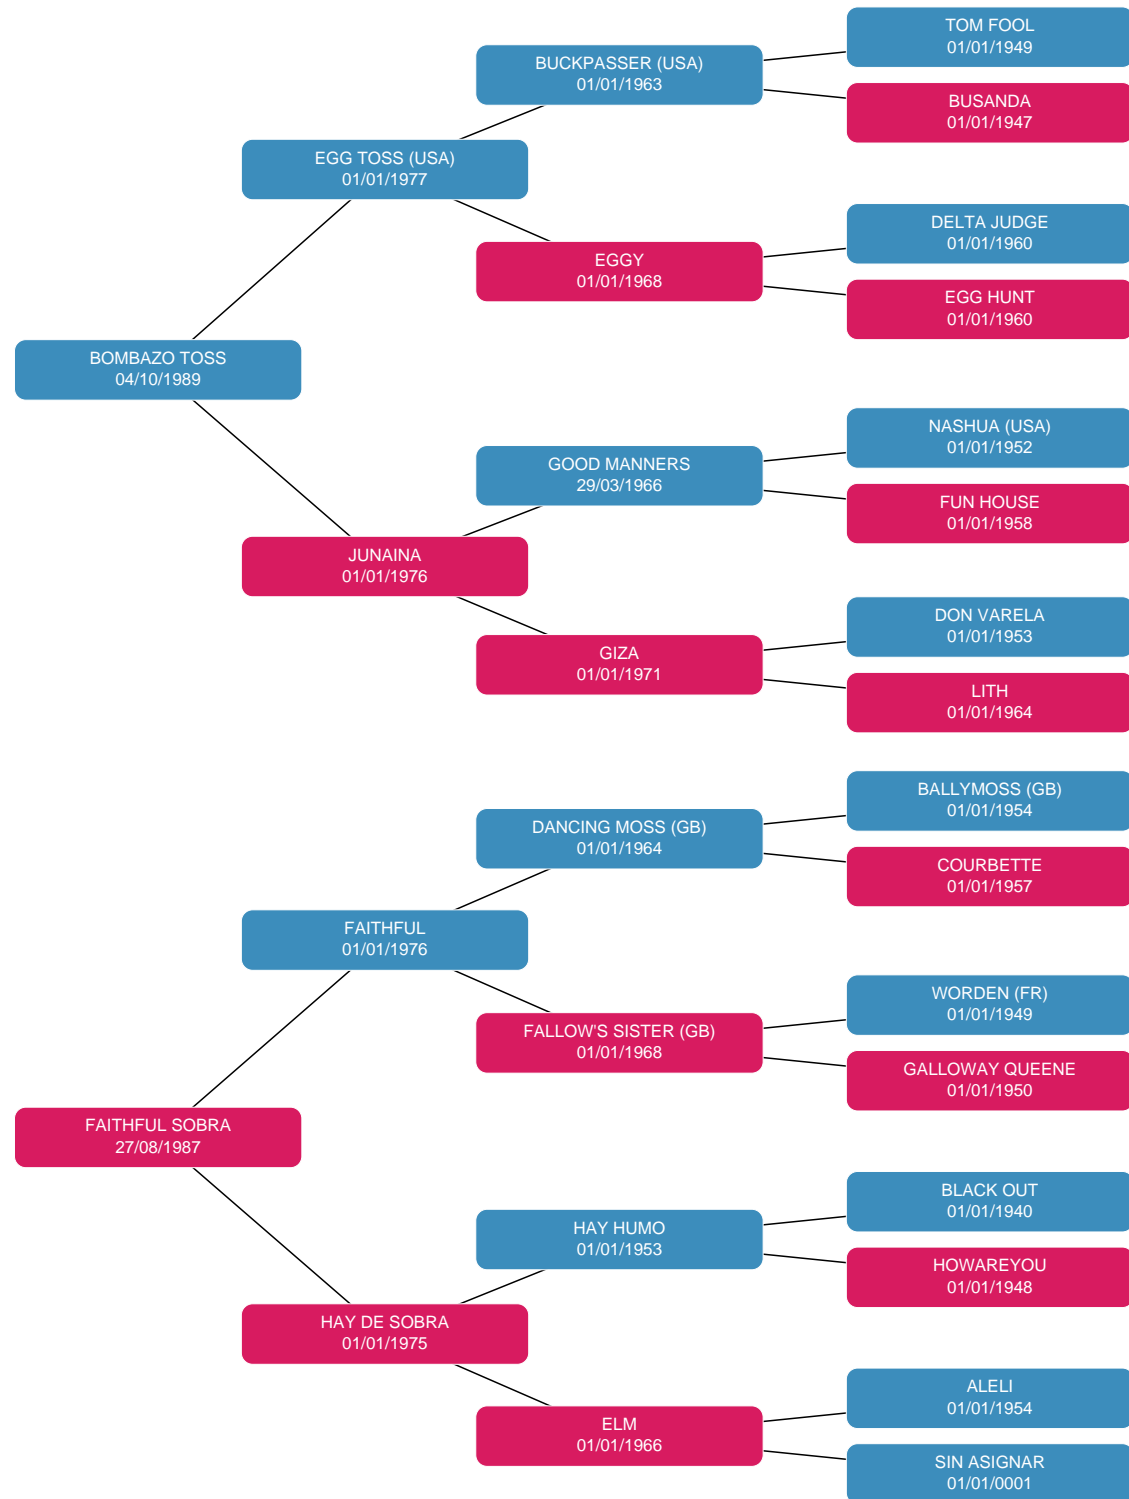 TOM FOOL
01/01/1949
BUCKPASSER (USA)
01/01/1963
BUSANDA
01/01/1947
EGG TOSS (USA)
01/01/1977
DELTA JUDGE
01/01/1960
EGGY
01/01/1968
EGG HUNT
01/01/1960
BOMBAZO TOSS
04/10/1989
NASHUA (USA)
01/01/1952
GOOD MANNERS
29/03/1966
FUN HOUSE
01/01/1958
JUNAINA
01/01/1976
DON VARELA
01/01/1953
GIZA
01/01/1971
LITH
01/01/1964
BALLYMOSS (GB)
01/01/1954
DANCING MOSS (GB)
01/01/1964
COURBETTE
01/01/1957
FAITHFUL
01/01/1976
WORDEN (FR)
01/01/1949
FALLOW'S SISTER (GB)
01/01/1968
GALLOWAY QUEENE
01/01/1950
FAITHFUL SOBRA
27/08/1987
BLACK OUT
01/01/1940
HAY HUMO
01/01/1953
HOWAREYOU
01/01/1948
HAY DE SOBRA
01/01/1975
ALELI
01/01/1954
ELM
01/01/1966
SIN ASIGNAR
01/01/0001